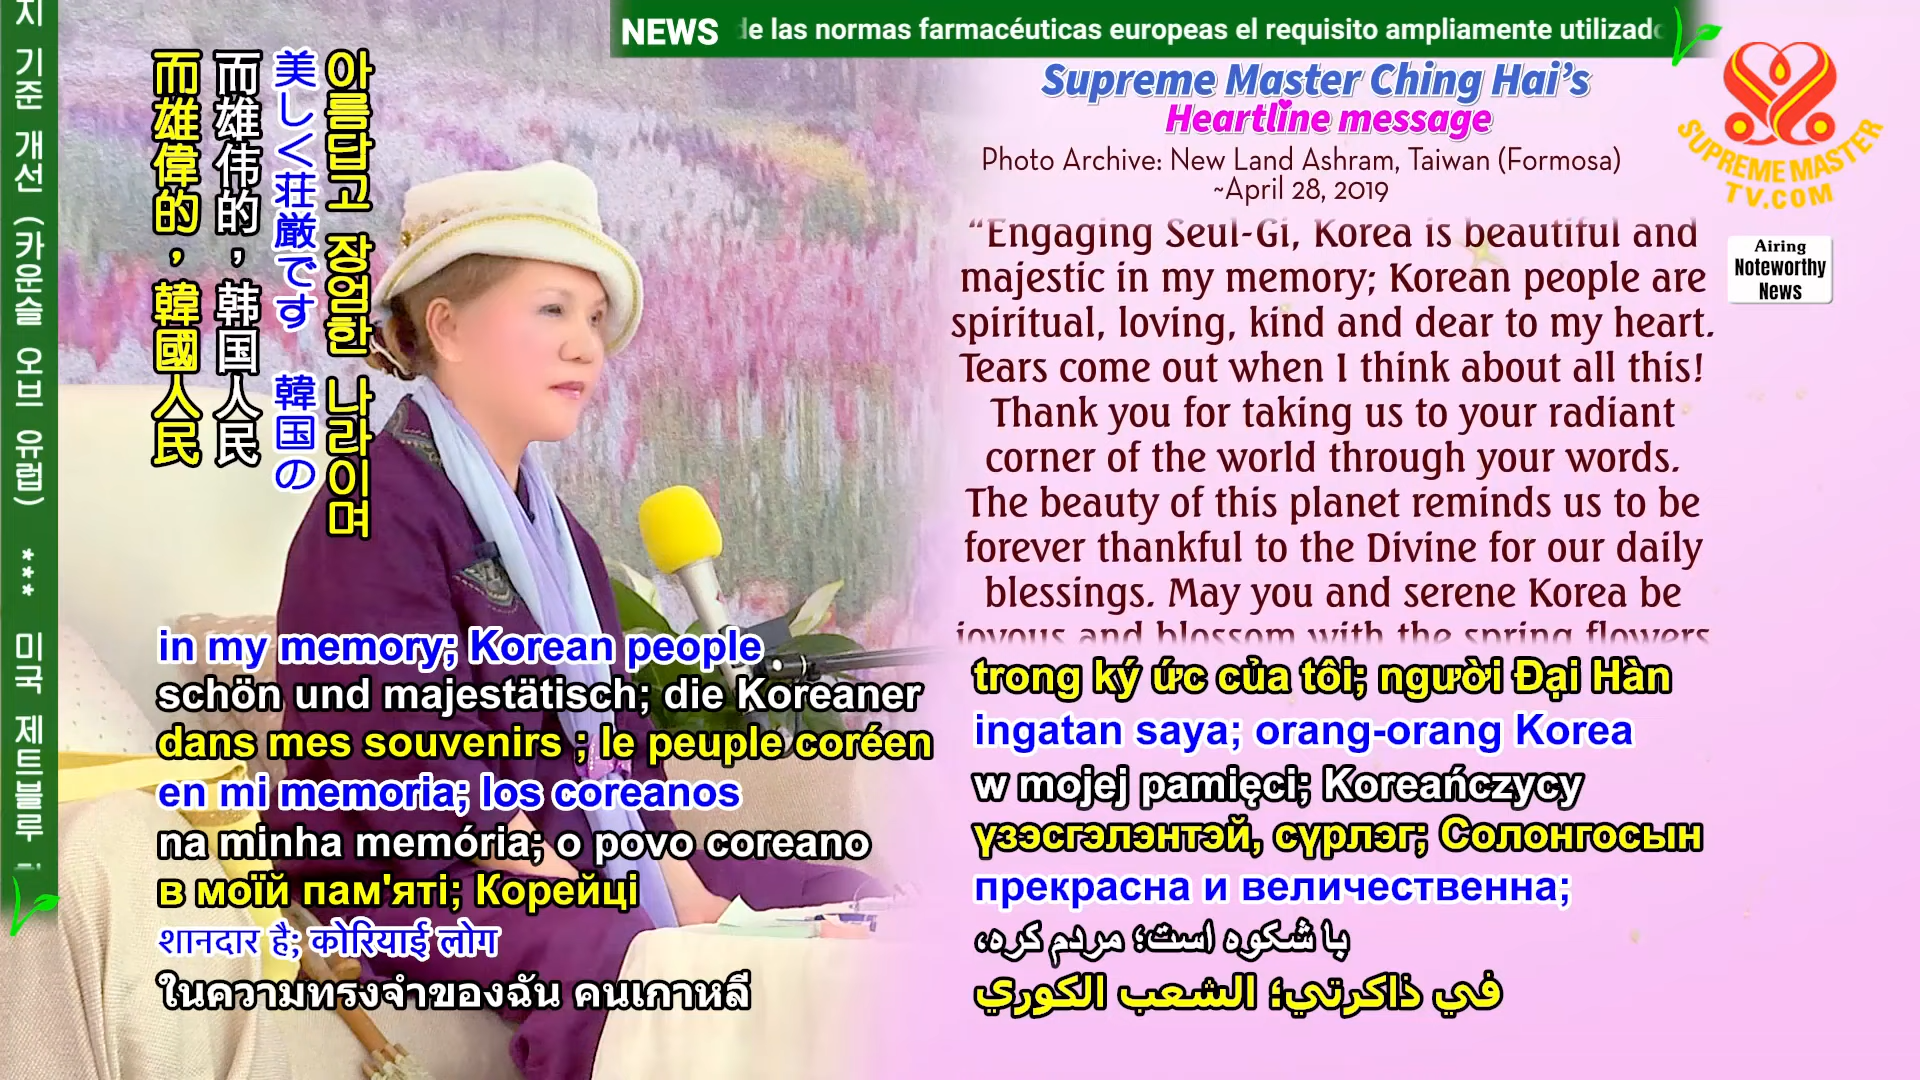 NEWS de las normas farmacéuticas europeas el requisito ampliamente utilizado
지 기준 개선 (카운슬 오브 유럽) *** 미국 제트블루
而雄偉的，韓國人民
而雄伟的，韩国人民
美しく荘厳です 韓国の
아름답고 장엄한 나라이며
Supreme Master Ching Hai's
Heartline message
Photo Archive: New Land Ashram, Taiwan (Formosa)
~April 28, 2019
“Engaging Seul-Gi, Korea is beautiful and
majestic in my memory; Korean people are
spiritual, loving, kind and dear to my heart.
Tears come out when I think about all this!
Thank you for taking us to your radiant
corner of the world through your words.
The beauty of this planet reminds us to be
forever thankful to the Divine for our daily
blessings. May you and serene Korea be
joyous and blossom with the spring flowers
SUPREME MASTER
TV.COM
Airing
Noteworthy
News
in my memory; Korean people
schön und majestätisch; die Koreaner
dans mes souvenirs ; le peuple coréen
en mi memoria; los coreanos
na minha memória; o povo coreano
в моїй пам'яті; Корейці
शानदार है; कोरियाई लोग
ในความทรงจำของฉัน คนเกาหลี
trong ký ức của tôi; người Đại Hàn
ingatan saya; orang-orang Korea
w mojej pamięci; Koreańczycy
үзэсгэлэнтэй, сүрлэг; Солонгосын
прекрасна и величественна;
با شکوه است؛ مردم کره،
في ذاكرتي؛ الشعب الكوري